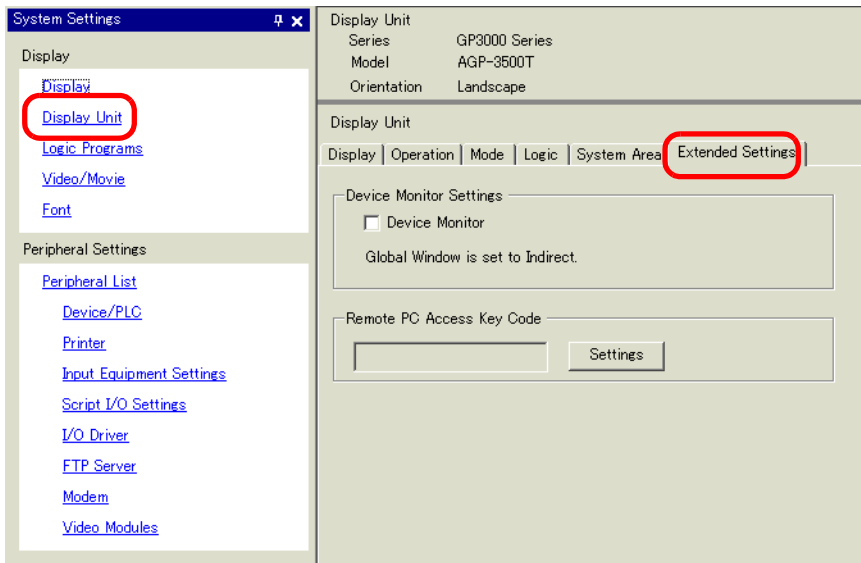 System Settings
Display
Display
Display Unit
Logic Programs
Video/Movie
Font
Peripheral Settings
Peripheral List
Device/PLC
Printer
Input Equipment Settings
Script I/O Settings
I/O Driver
FTP Server
Modem
Video Modules
Display Unit
Series GP3000 Series
Model AGP-3500T
Orientation Landscape
Display Unit
Display Operation Mode Logic System Area Extended Settings
Device Monitor Settings
Device Monitor
Global Window is set to Indirect.
Remote PC Access Key Code
Settings